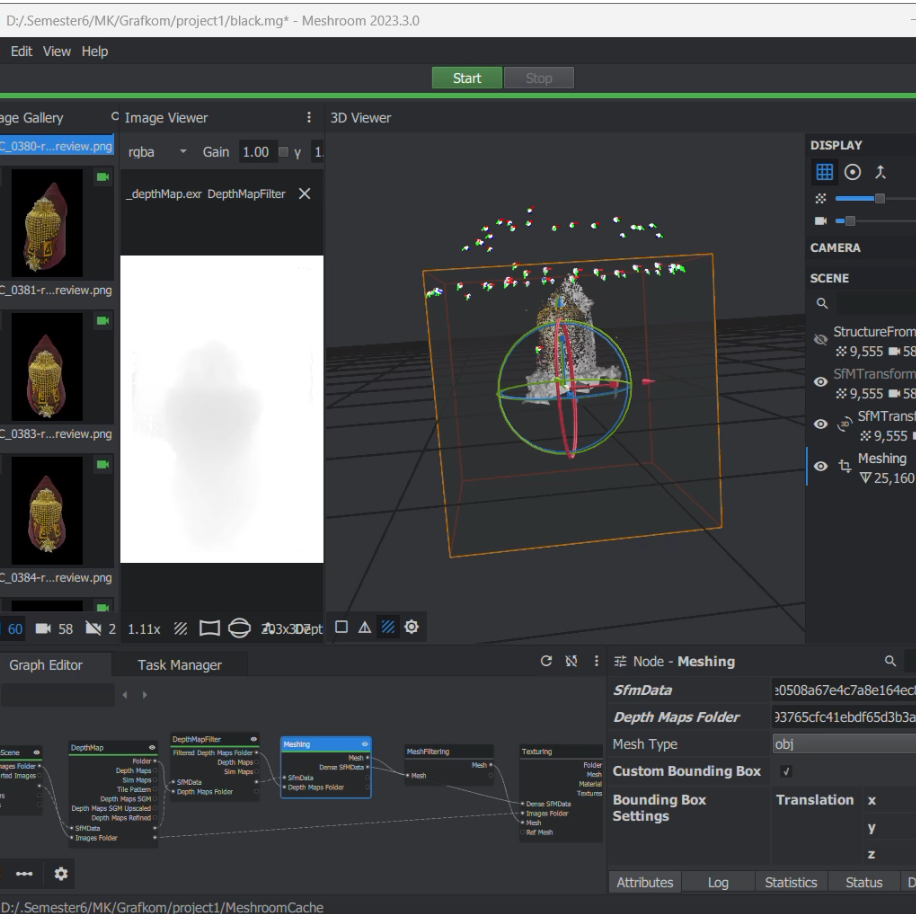 D:/.Semester6/MK/Grafkom/project1/black.mg* - Meshroom 2023.3.0
Edit View Help
Start Stop
age Gallery
Image Viewer
3D Viewer
C_0380-r...review.png
rgba Gain 1.00 γ 1.
_depthMap.exr DepthMapFilter
C_0381-r...review.png
C_0383-r...review.png
C_0384-r...review.png
60 58 2
1.11x
DISPLAY
CAMERA
SCENE
StructureFrom
9,555 58
SfMTransform
9,555 58
SfMTransf
9,555
Meshing
25,160
Graph Editor Task Manager
Scene
ages Folder
rted Images
DepthMap
Folder
Depth Maps
Sim Maps
Tile Pattern
Depth Maps SGM
Depth Maps SGM Upscaled
Depth Maps Refined
SfMData
Images Folder
DepthMapFilter
Filtered Depth Maps Folder
Depth Maps
Sim Maps
SfMData
Depth Maps Folder
Meshing
Mesh
Dense SfMData
SfmData
Depth Maps Folder
MeshFiltering
Mesh
Mesh
Texturing
Folder
Mesh
Material
Textures
Dense SfMData
Images Folder
Mesh
Ref Mesh
Node - Meshing
SfmData
Depth Maps Folder
Mesh Type obj
Custom Bounding Box
Bounding Box Settings Translation x
y
z
Attributes Log Statistics Status D
D:/.Semester6/MK/Grafkom/project1/MeshroomCache